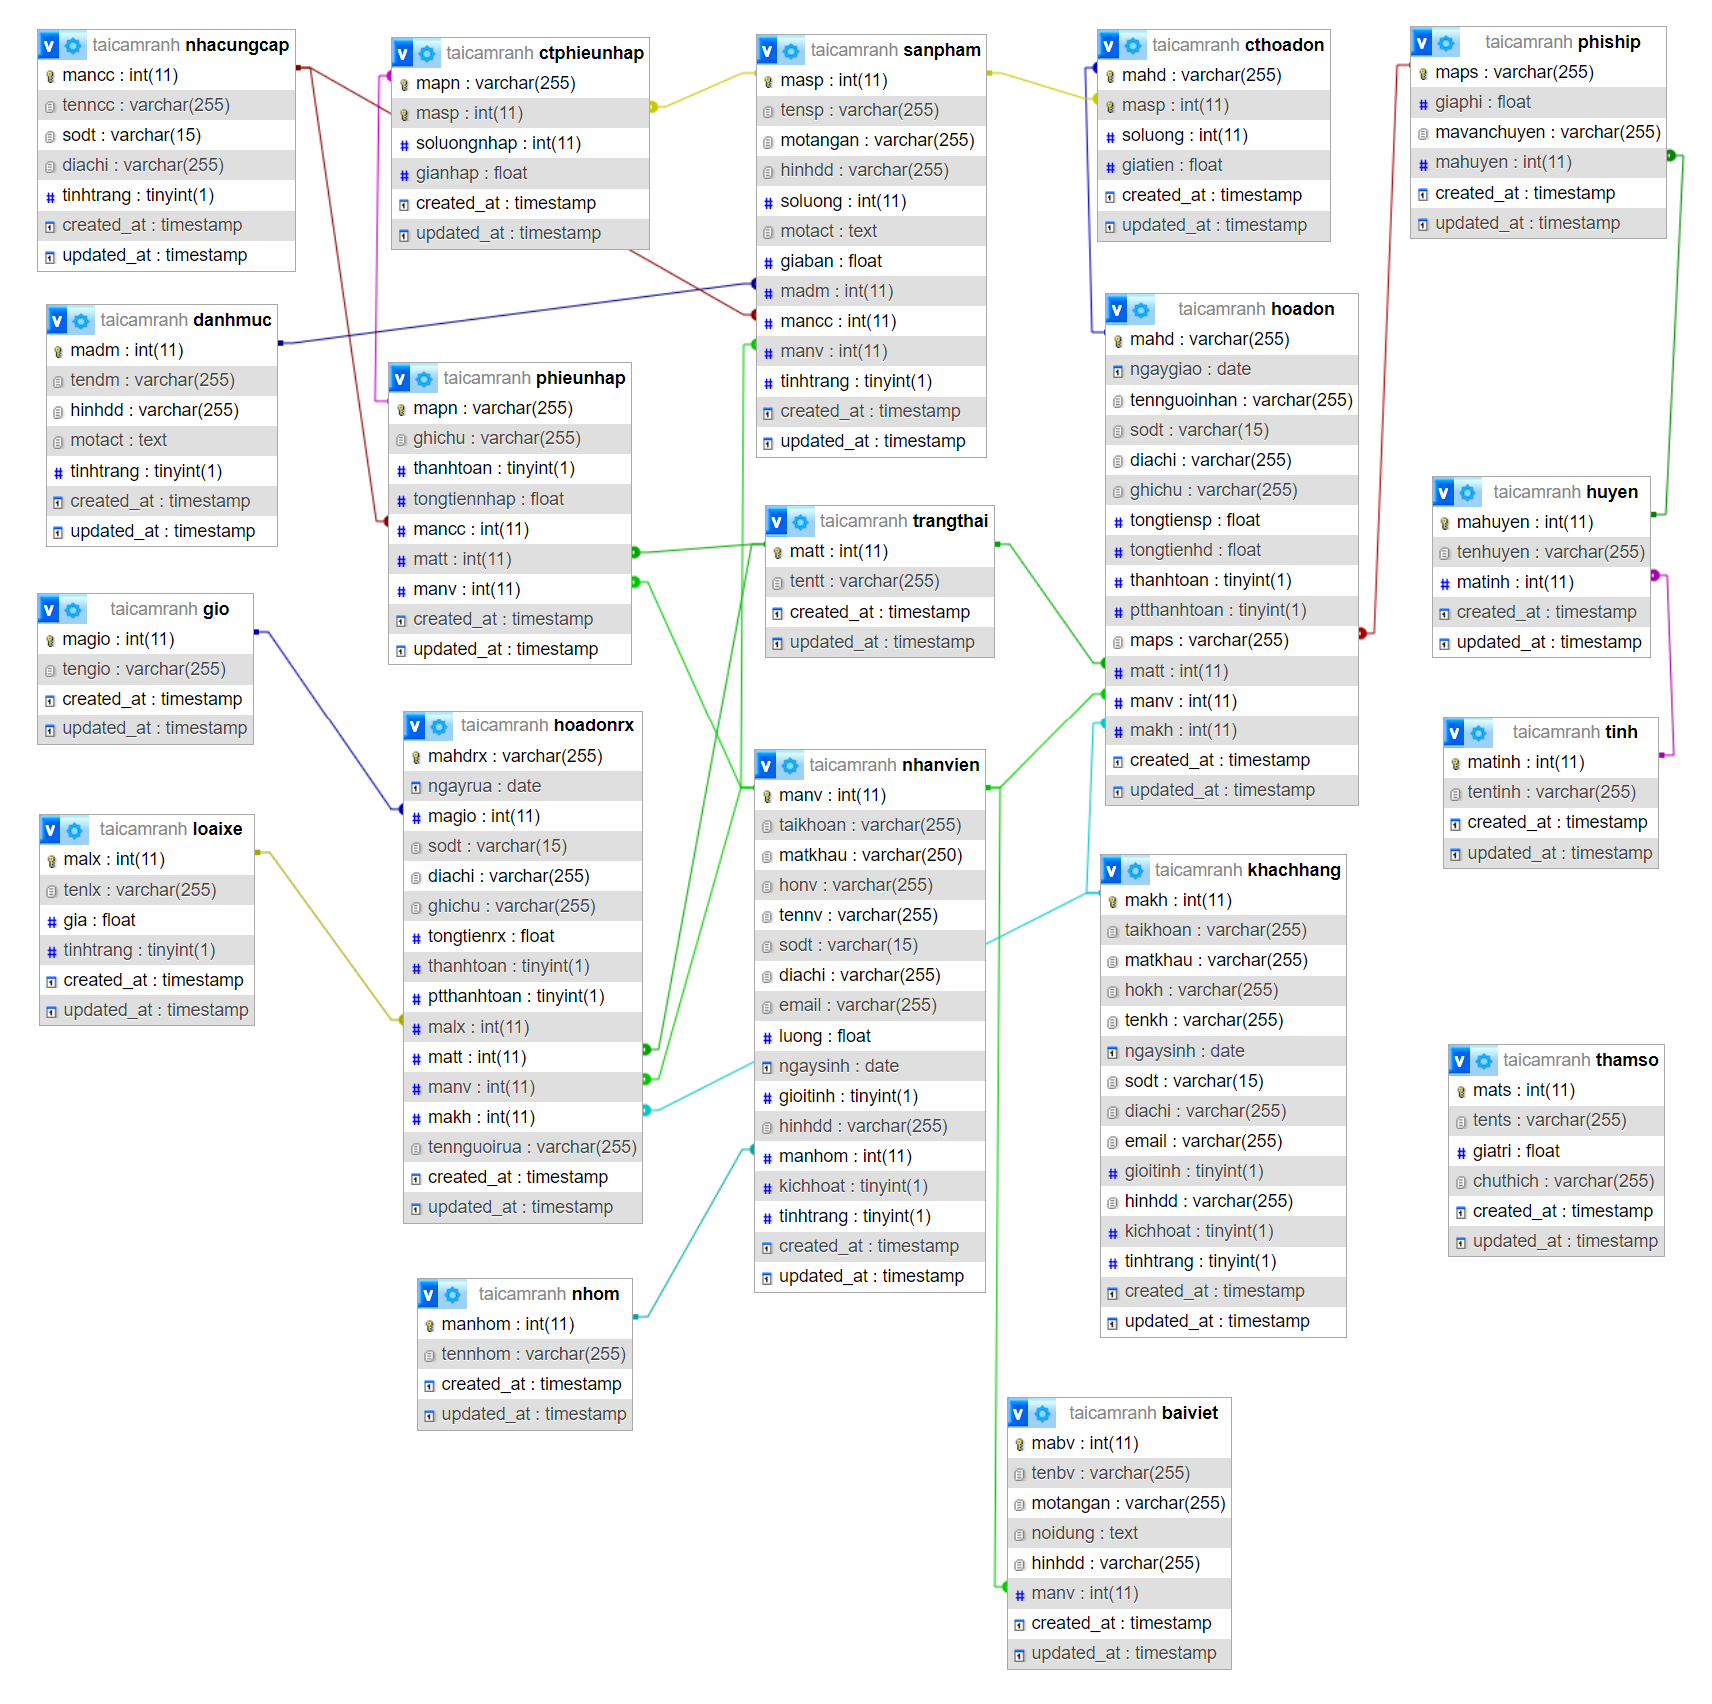 taicamranh nhacungcap
mancc : int(11)
tenncc : varchar(255)
sodt : varchar(15)
diachi : varchar(255)
tinhtrang : tinyint(1)
created_at : timestamp
updated_at : timestamp
taicamranh ctphieunhap
mapn : varchar(255)
masp : int(11)
soluongnhap : int(11)
gianhap : float
created_at : timestamp
updated_at : timestamp
taicamranh sanpham
masp : int(11)
tensp : varchar(255)
motangan : varchar(255)
hinhdd : varchar(255)
soluong : int(11)
motact : text
giaban : float
madm : int(11)
mancc : int(11)
manv : int(11)
tinhtrang : tinyint(1)
created_at : timestamp
updated_at : timestamp
taicamranh cthoadon
mahd : varchar(255)
masp : int(11)
soluong : int(11)
giatien : float
created_at : timestamp
updated_at : timestamp
taicamranh phiship
maps : varchar(255)
giaphi : float
mavanchuyen : varchar(255)
mahuyen : int(11)
created_at : timestamp
updated_at : timestamp
taicamranh danhmuc
madm : int(11)
tendm : varchar(255)
hinhdd : varchar(255)
motact : text
tinhtrang : tinyint(1)
created_at : timestamp
updated_at : timestamp
taicamranh phieunhap
mapn : varchar(255)
ghichu : varchar(255)
thanhtoan : tinyint(1)
tongtiennhap : float
mancc : int(11)
matt : int(11)
manv : int(11)
created_at : timestamp
updated_at : timestamp
taicamranh trangthai
matt : int(11)
tentt : varchar(255)
created_at : timestamp
updated_at : timestamp
taicamranh hoadon
mahd : varchar(255)
ngaygiao : date
tennguoinhan : varchar(255)
sodt : varchar(15)
diachi : varchar(255)
ghichu : varchar(255)
tongtiensp : float
tongtienhd : float
thanhtoan : tinyint(1)
ptthanhtoan : tinyint(1)
maps : varchar(255)
matt : int(11)
manv : int(11)
makh : int(11)
created_at : timestamp
updated_at : timestamp
taicamranh huyen
mahuyen : int(11)
tenhuyen : varchar(255)
matinh : int(11)
created_at : timestamp
updated_at : timestamp
taicamranh gio
magio : int(11)
tengio : varchar(255)
created_at : timestamp
updated_at : timestamp
taicamranh hoadonrx
mahdrx : varchar(255)
ngayrua : date
magio : int(11)
sodt : varchar(15)
diachi : varchar(255)
ghichu : varchar(255)
tongtienrx : float
thanhtoan : tinyint(1)
ptthanhtoan : tinyint(1)
malx : int(11)
matt : int(11)
manv : int(11)
makh : int(11)
tennguoirua : varchar(255)
created_at : timestamp
updated_at : timestamp
taicamranh nhanvien
manv : int(11)
taikhoan : varchar(255)
matkhau : varchar(250)
honv : varchar(255)
tennv : varchar(255)
sodt : varchar(15)
diachi : varchar(255)
email : varchar(255)
luong : float
ngaysinh : date
gioitinh : tinyint(1)
hinhdd : varchar(255)
manhom : int(11)
kichhoat : tinyint(1)
tinhtrang : tinyint(1)
created_at : timestamp
updated_at : timestamp
taicamranh tinh
matinh : int(11)
tentinh : varchar(255)
created_at : timestamp
updated_at : timestamp
taicamranh loaixe
malx : int(11)
tenlx : varchar(255)
gia : float
tinhtrang : tinyint(1)
created_at : timestamp
updated_at : timestamp
taicamranh khachhang
makh : int(11)
taikhoan : varchar(255)
matkhau : varchar(255)
hokh : varchar(255)
tenkh : varchar(255)
ngaysinh : date
sodt : varchar(15)
diachi : varchar(255)
email : varchar(255)
gioitinh : tinyint(1)
hinhdd : varchar(255)
kichhoat : tinyint(1)
tinhtrang : tinyint(1)
created_at : timestamp
updated_at : timestamp
taicamranh thamso
mats : int(11)
tents : varchar(255)
giatri : float
chuthich : varchar(255)
created_at : timestamp
updated_at : timestamp
taicamranh nhom
manhom : int(11)
tennhom : varchar(255)
created_at : timestamp
updated_at : timestamp
taicamranh baiviet
mabv : int(11)
tenbv : varchar(255)
motangan : varchar(255)
noidung : text
hinhdd : varchar(255)
manv : int(11)
created_at : timestamp
updated_at : timestamp